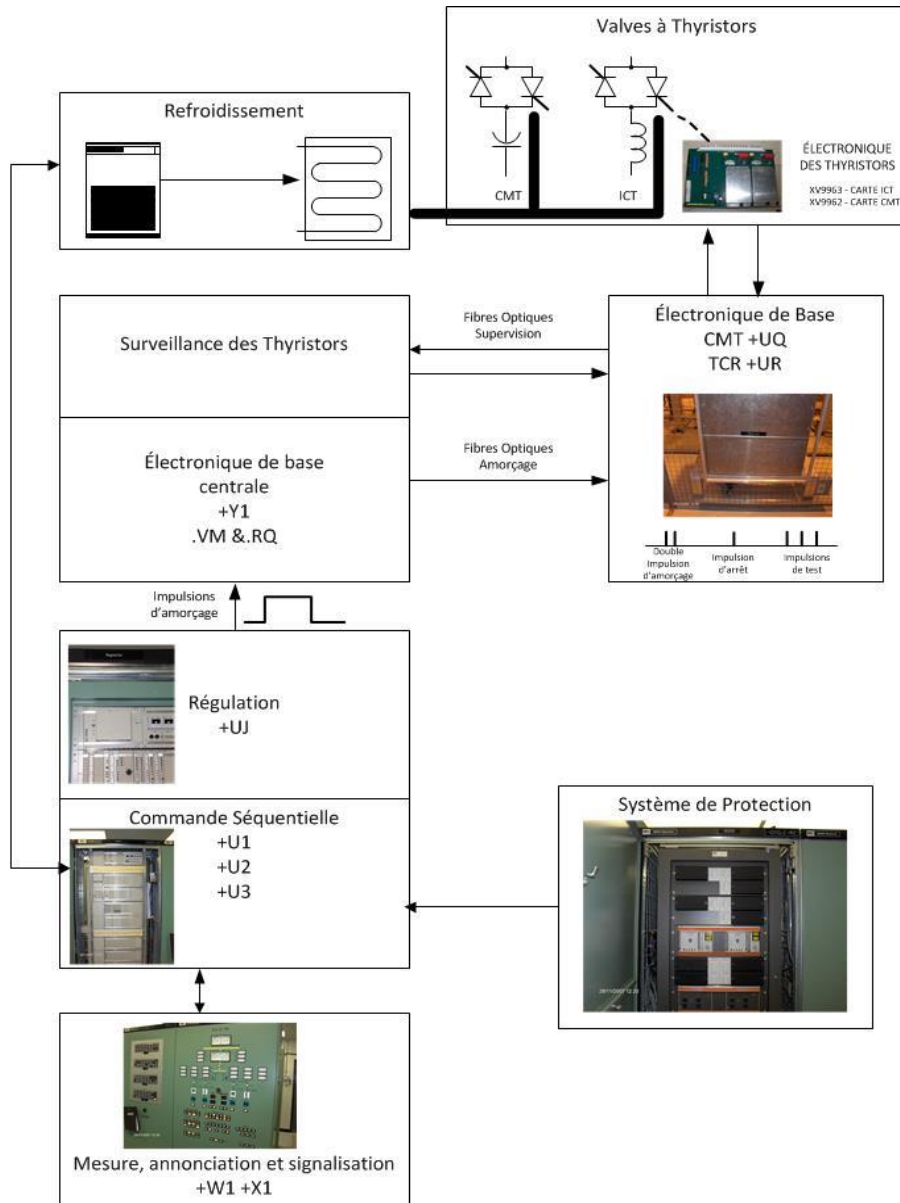 Valves à Thyristors
Refroidissement
CMT
ICT
ÉLECTRONIQUE
DES THYRISTORS
XV9963 - CARTE ICT
XV9962 - CARTE CMT
Surveillance des Thyristors
Fibres Optiques
Supervision
Électronique de Base
CMT +UQ
TCR +UR
Électronique de base
centrale
+Y1
.VM &.RQ
Fibres Optiques
Amorçage
Double
Impulsion
d'amorçage
Impulsion
d'arrêt
Impulsions
de test
Impulsions
d'amorçage
Régulation
+UJ
Commande Séquentielle
+U1
+U2
+U3
Système de Protection
Mesure, annonciation et signalisation
+W1 +X1